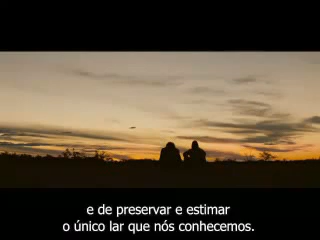 e de preservar e estimar
o único lar que nós conhecemos.